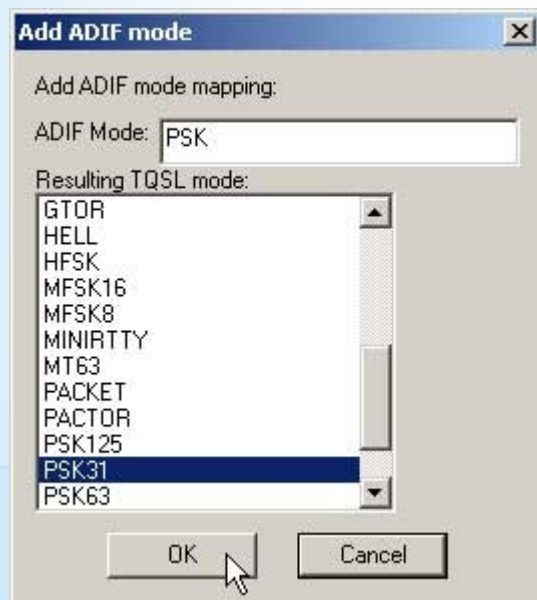 Add ADIF mode
Add ADIF mode mapping:
ADIF Mode: PSK
Resulting TQSL mode:
GTOR
HELL
HFSK
MFSK16
MFSK8
MINIRTTY
MT63
PACKET
PACTOR
PSK125
PSK31
PSK63
OK Cancel